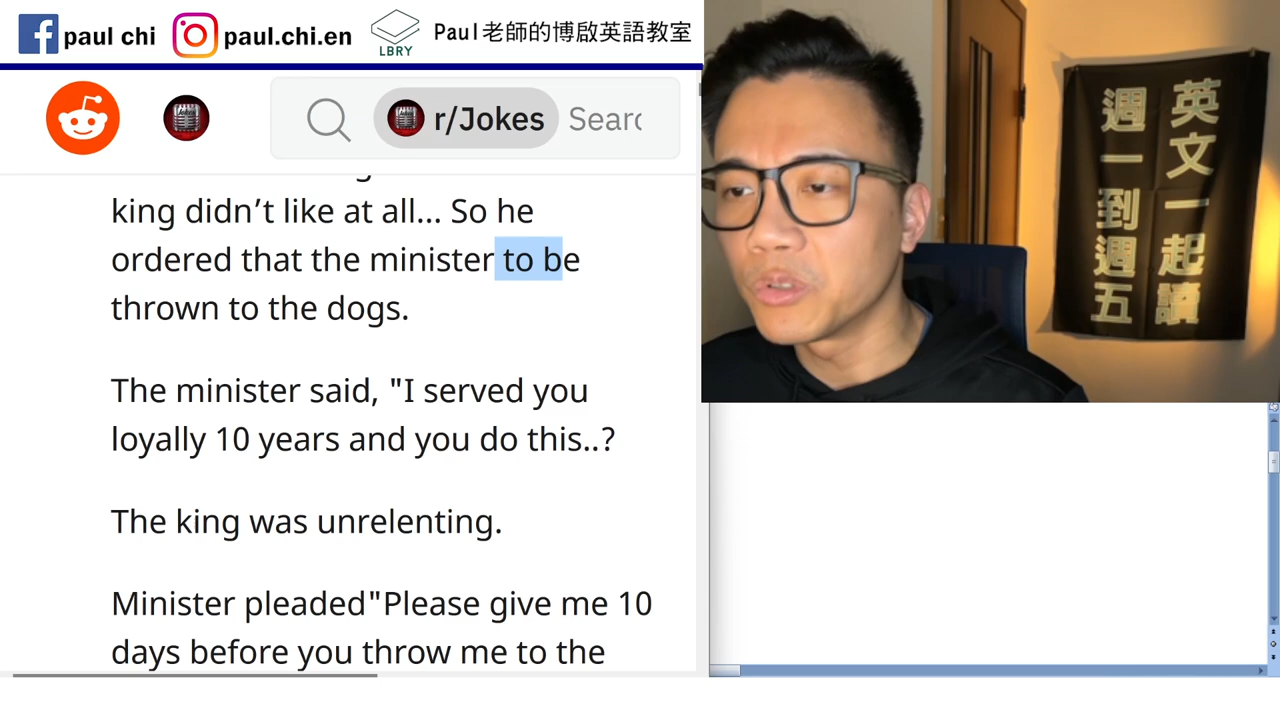 paul chi
paul.chi.en
LBRY
Paul老師的博啟英語教室
r/Jokes
king didn’t like at all... So he
ordered that the minister to be
thrown to the dogs.
The minister said, "I served you
loyally 10 years and you do this..?
The king was unrelenting.
Minister pleaded"Please give me 10
days before you throw me to the
英文一起讀
週一到週五